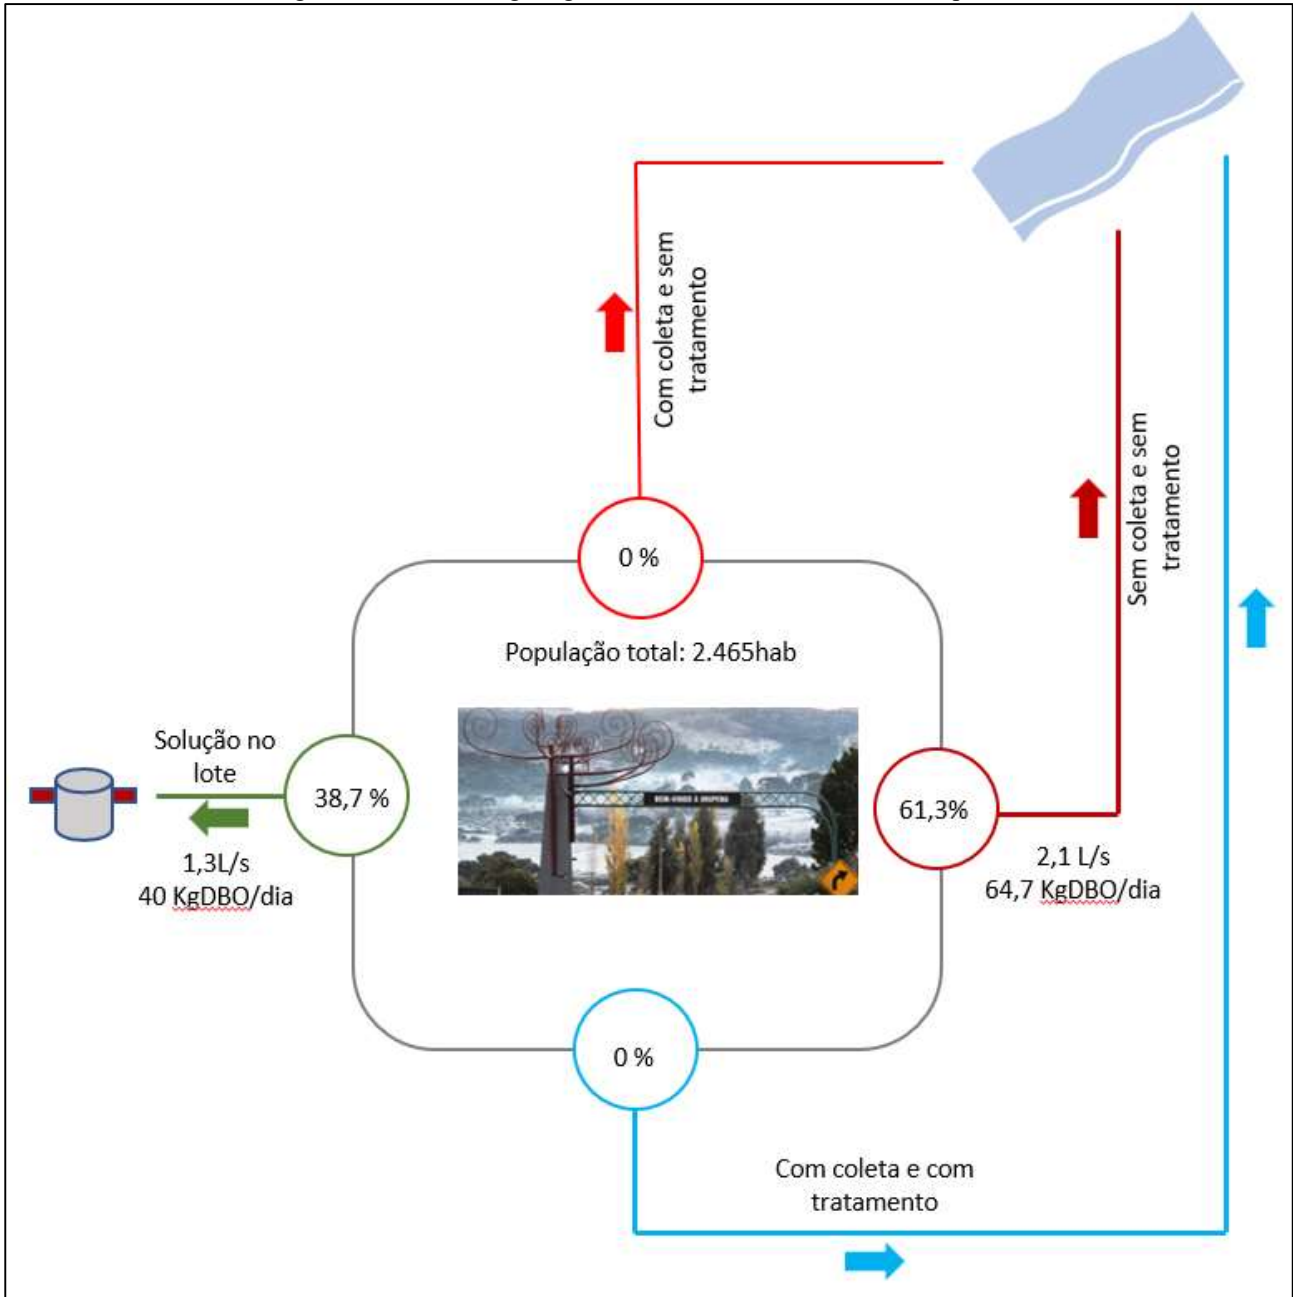 Com coleta e sem
tratamento
Sem coleta e sem
tratamento
0 %
População total: 2.465hab
Solução no
lote
38,7 %
1,3L/s
40 KgDBO/dia
61,3%
2,1 L/s
64,7 KgDBO/dia
0 %
Com coleta e com
tratamento